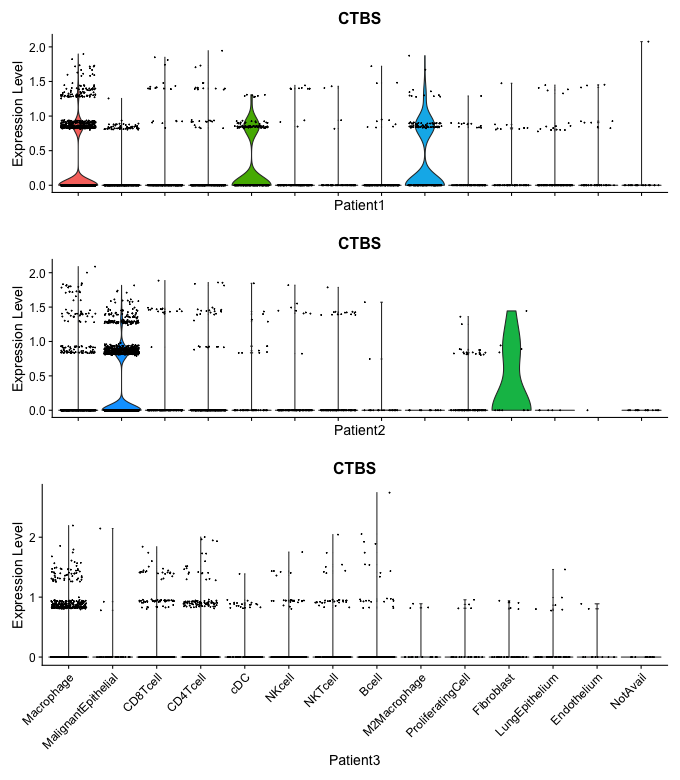 CTBS
Expression Level
2.0
1.5
1.0
0.5
0.0
Patient1
CTBS
Expression Level
2.0
1.5
1.0
0.5
0.0
Patient2
CTBS
Expression Level
2
1
0
Macrophage
MalignantEpithelial
CD8Tcell
CD4Tcell
cDC
NKcell
NKTcell
Bcell
M2Macrophage
ProliferatingCell
Fibroblast
LungEpithelium
Endothelium
NotAvail
Patient3